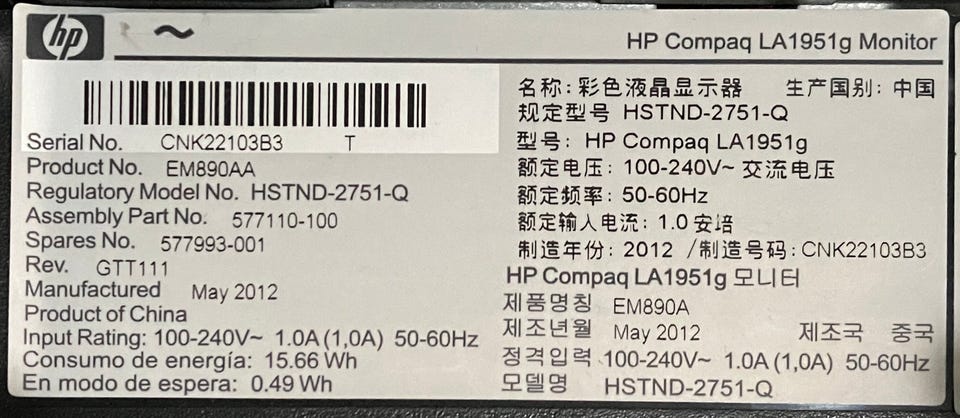 hp ~ HP Compaq LA1951g Monitor
Serial No. CNK22103B3 T
Product No. EM890AA
Regulatory Model No. HSTND-2751-Q
Assembly Part No. 577110-100
Spares No. 577993-001
Rev. GTT111
Manufactured May 2012
Product of China
Input Rating: 100-240V~ 1.0A (1,0A) 50-60Hz
Consumo de energía: 15.66 Wh
En modo de espera: 0.49 Wh
名称: 彩色液晶显示器 生产国别: 中国
规定型号 HSTND-2751-Q
型号: HP Compaq LA1951g
额定电压: 100-240V~ 交流电压
额定频率: 50-60Hz
额定输入电流: 1.0 安培
制造年份: 2012 /制造号码: CNK22103B3
HP Compaq LA1951g 모니터
제품명칭 EM890A
제조년월 May 2012 제조국 중국
정격입력 100-240V~ 1.0A (1,0A) 50-60Hz
모델명 HSTND-2751-Q